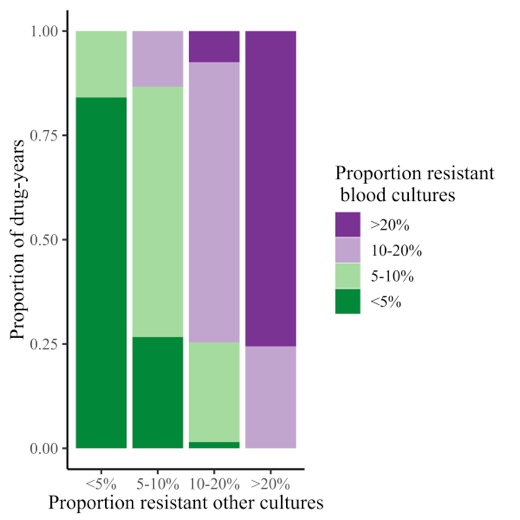 1.00
0.75
0.50
0.25
0.00
Proportion of drug-years
<5% 5-10% 10-20% >20%
Proportion resistant other cultures
Proportion resistant
blood cultures
>20%
10-20%
5-10%
<5%